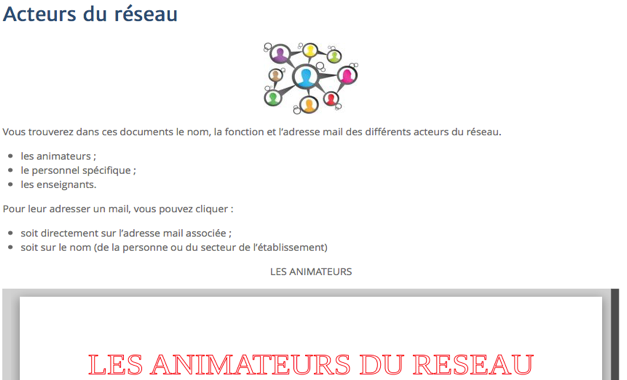 Acteurs du réseau
Vous trouverez dans ces documents le nom, la fonction et l'adresse mail des différents acteurs du réseau.
les animateurs ;
le personnel spécifique ;
les enseignants.
Pour leur adresser un mail, vous pouvez cliquer :
soit directement sur l'adresse mail associée ;
soit sur le nom (de la personne ou du secteur de l'établissement)
LES ANIMATEURS
LES ANIMATEURS DU RESEAU